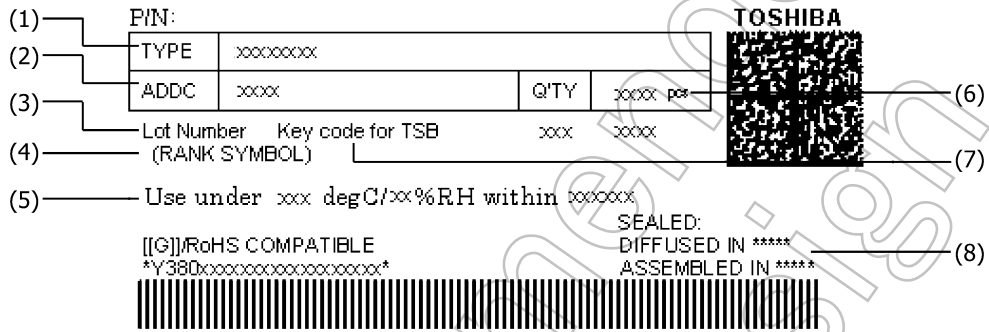 P/N: TOSHIBA
(1) TYPE xxxxxxxx
(2) ADDC xxxx Q'TY xxxx pcs (6)
(3) Lot Number Key code for TSB xxx xxxx
(4) (RANK SYMBOL) (7)
(5) Use under xxx degC/xx%RH within xxxxxx
SEALED:
[[G]]/RoHS COMPATIBLE DIFFUSED IN ***** (8)
*Y380xxxxxxxxxxxxxxxxxx* ASSEMBLED IN *****